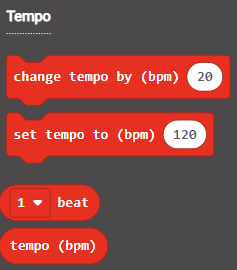 Tempo
change tempo by (bpm) 20
set tempo to (bpm) 120
1 beat
tempo (bpm)